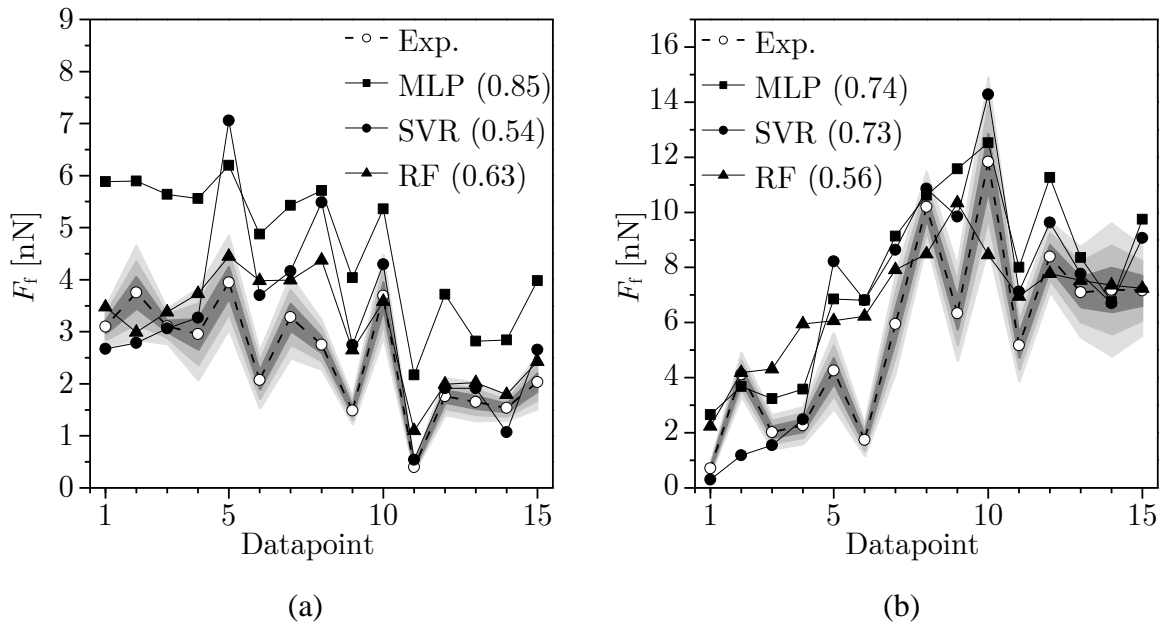 9
8
7
6
5
4
3
2
1
0
F_f [nN]
1
5
10
15
Datapoint
Exp.
MLP (0.85)
SVR (0.54)
RF (0.63)
(a)
16
14
12
10
8
6
4
2
0
F_f [nN]
1
5
10
15
Datapoint
Exp.
MLP (0.74)
SVR (0.73)
RF (0.56)
(b)